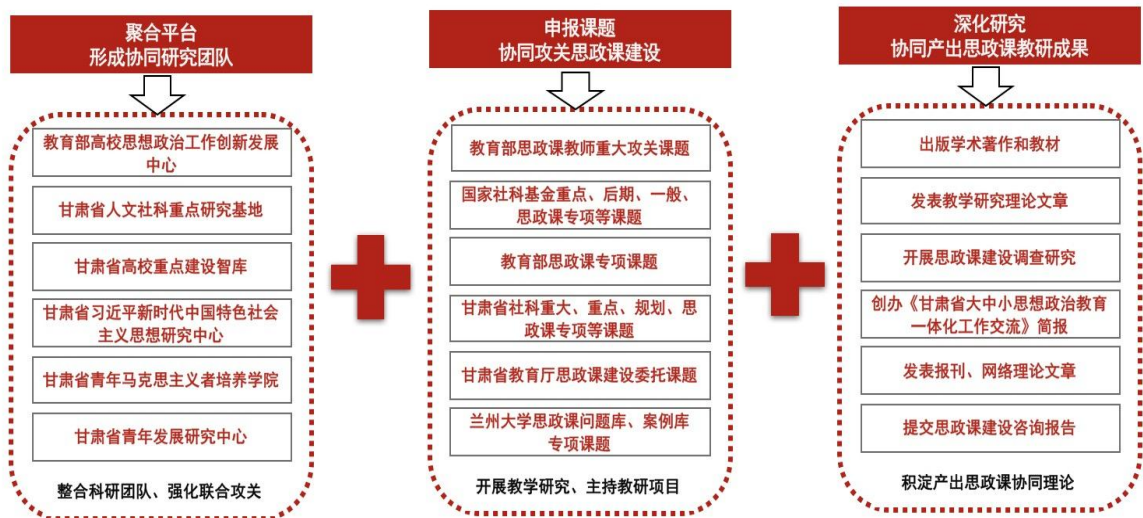 聚合平台
形成协同研究团队
教育部高校思想政治工作创新发展
中心
甘肃省人文社科重点研究基地
甘肃省高校重点建设智库
甘肃省习近平新时代中国特色社会
主义思想研究中心
甘肃省青年马克思主义者培养学院
甘肃省青年发展研究中心
整合科研团队、强化联合攻关
申报课题
协同攻关思政课建设
教育部思政课教师重大攻关课题
国家社科基金重点、后期、一般、
思政课专项等课题
教育部思政课专项课题
甘肃省社科重大、重点、规划、思
政课专项等课题
甘肃省教育厅思政课建设委托课题
兰州大学思政课问题库、案例库
专项课题
开展教学研究、主持教研项目
深化研究
协同产出思政课教研成果
出版学术著作和教材
发表教学研究理论文章
开展思政课建设调查研究
创办《甘肃省大中小思想政治教育
一体化工作交流》简报
发表报刊、网络理论文章
提交思政课建设咨询报告
积淀产出思政课协同理论